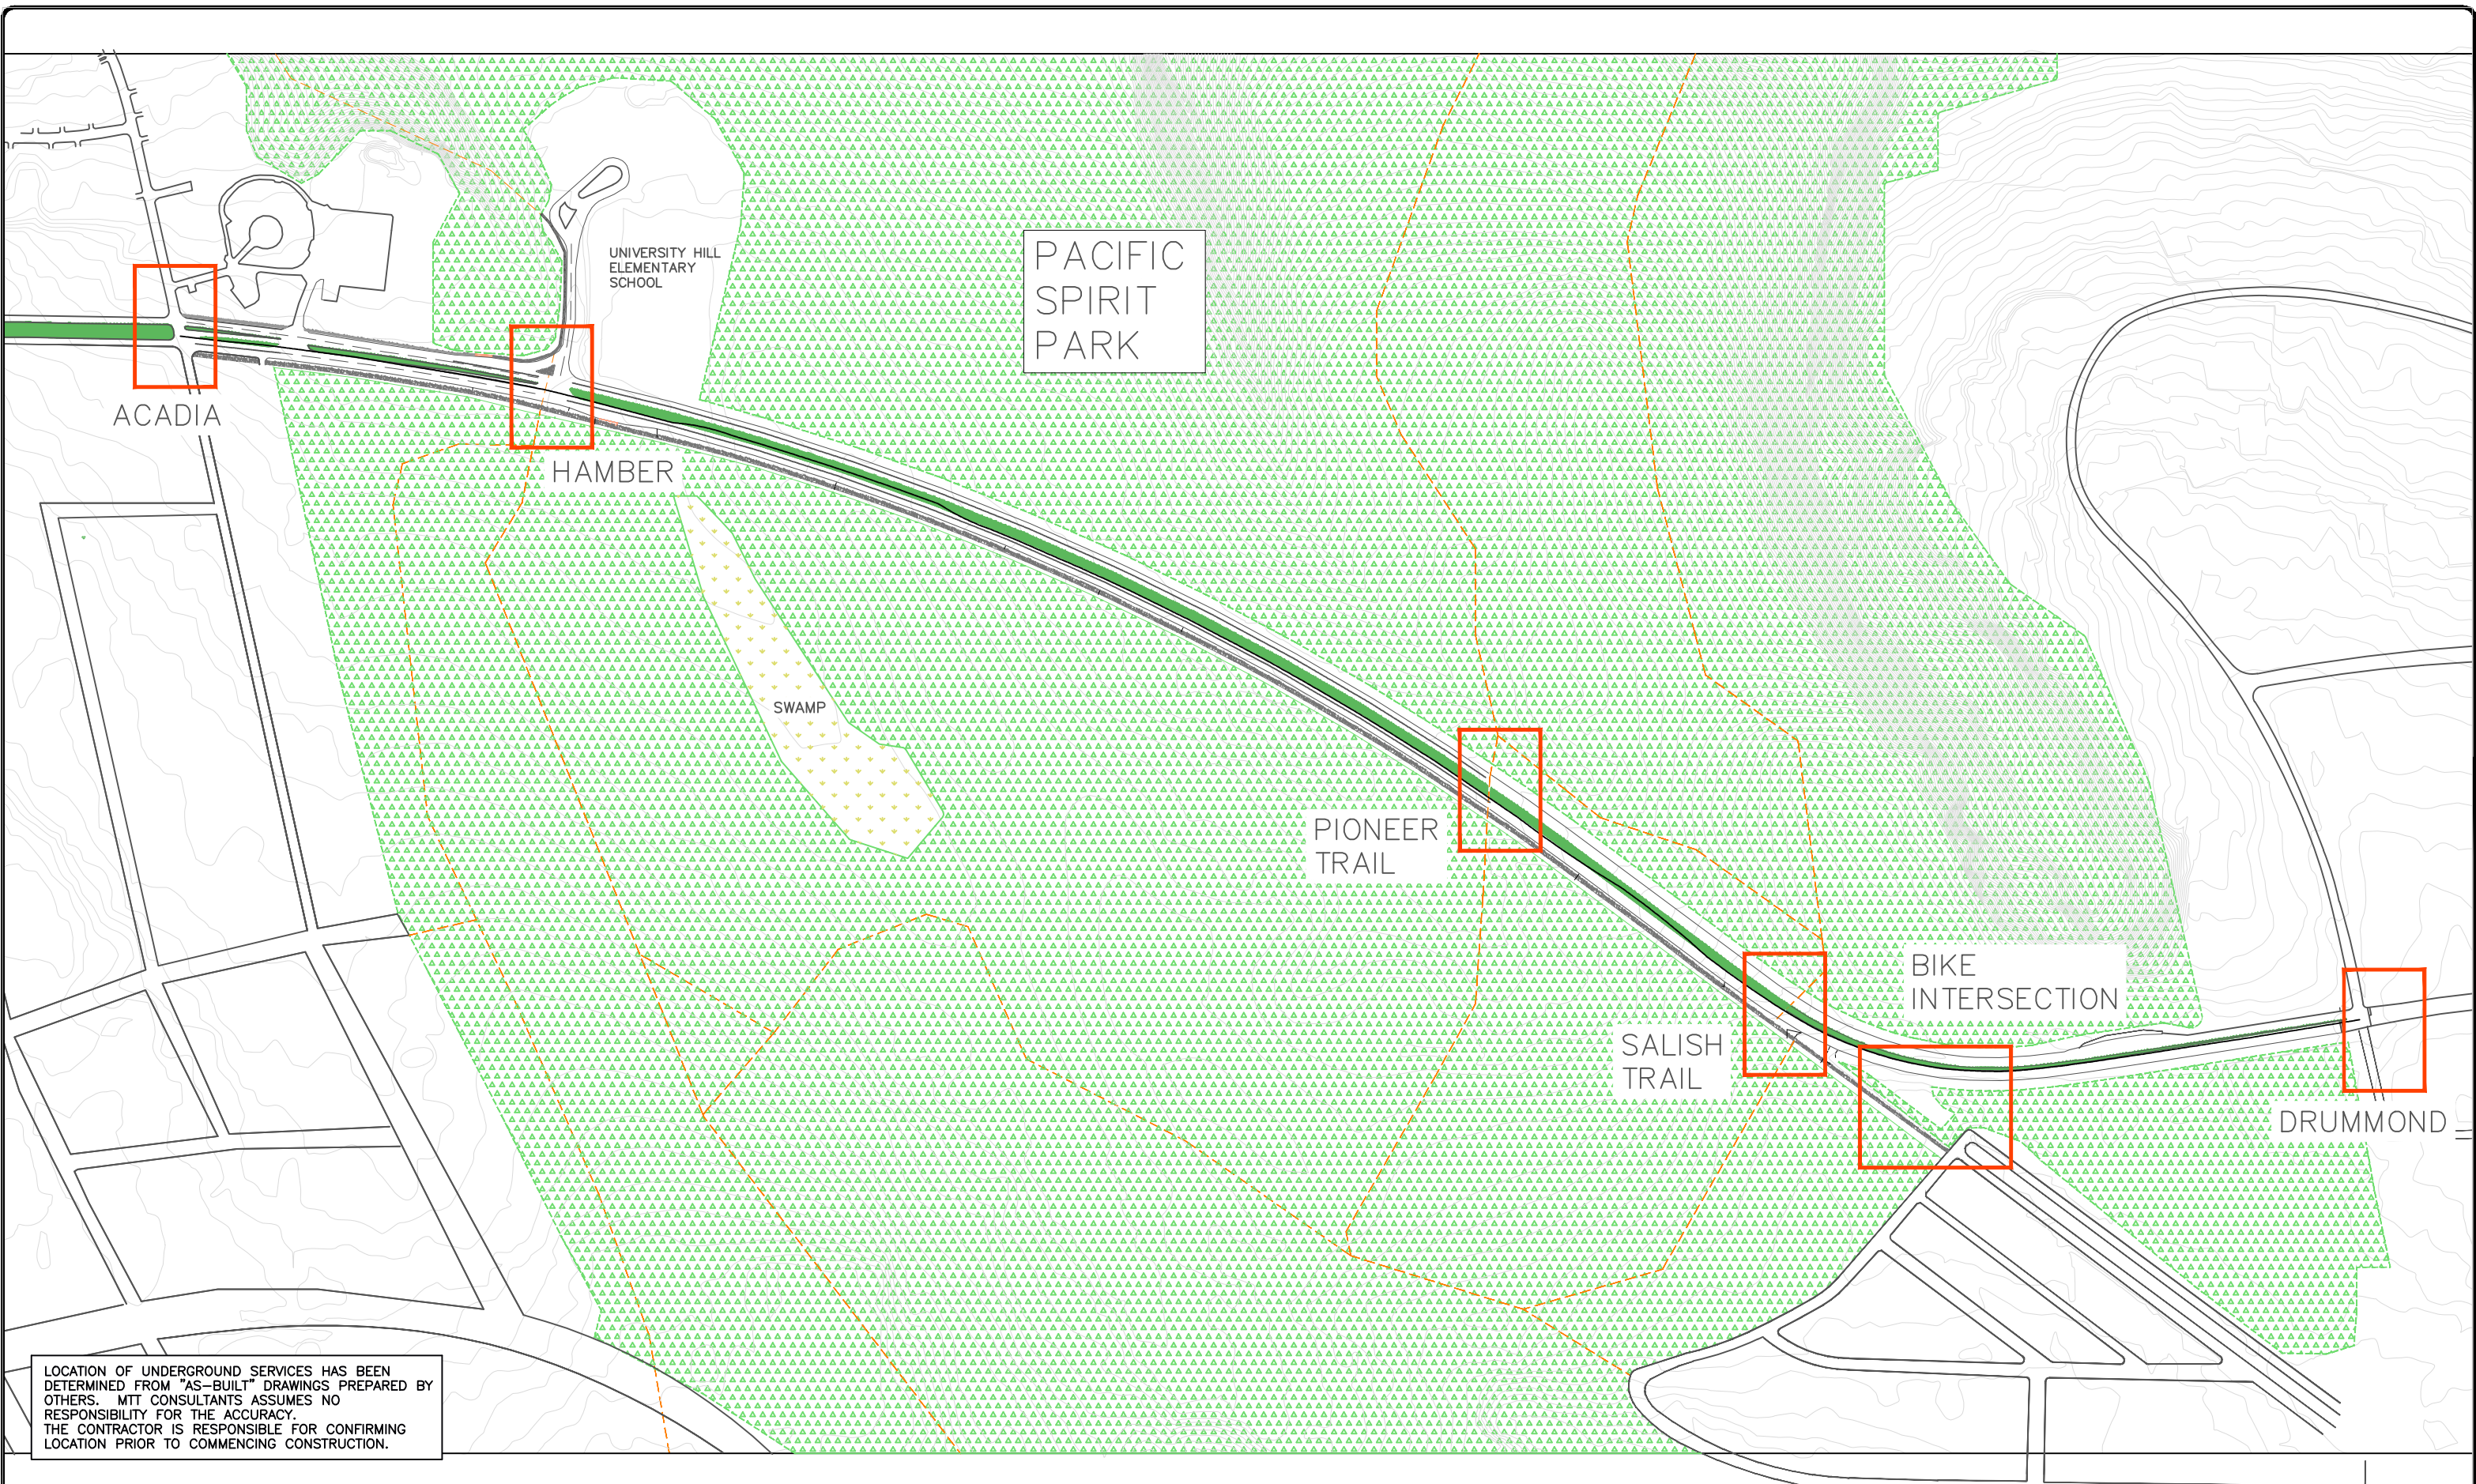 UNIVERSITY HILL
ELEMENTARY
SCHOOL
PACIFIC
SPIRIT
PARK
ACADIA
HAMBER
SWAMP
PIONEER
TRAIL
BIKE
INTERSECTION
SALISH
TRAIL
DRUMMOND
LOCATION OF UNDERGROUND SERVICES HAS BEEN
DETERMINED FROM "AS-BUILT" DRAWINGS PREPARED BY
OTHERS. MTT CONSULTANTS ASSUMES NO
RESPONSIBILITY FOR THE ACCURACY.
THE CONTRACTOR IS RESPONSIBLE FOR CONFIRMING
LOCATION PRIOR TO COMMENCING CONSTRUCTION.